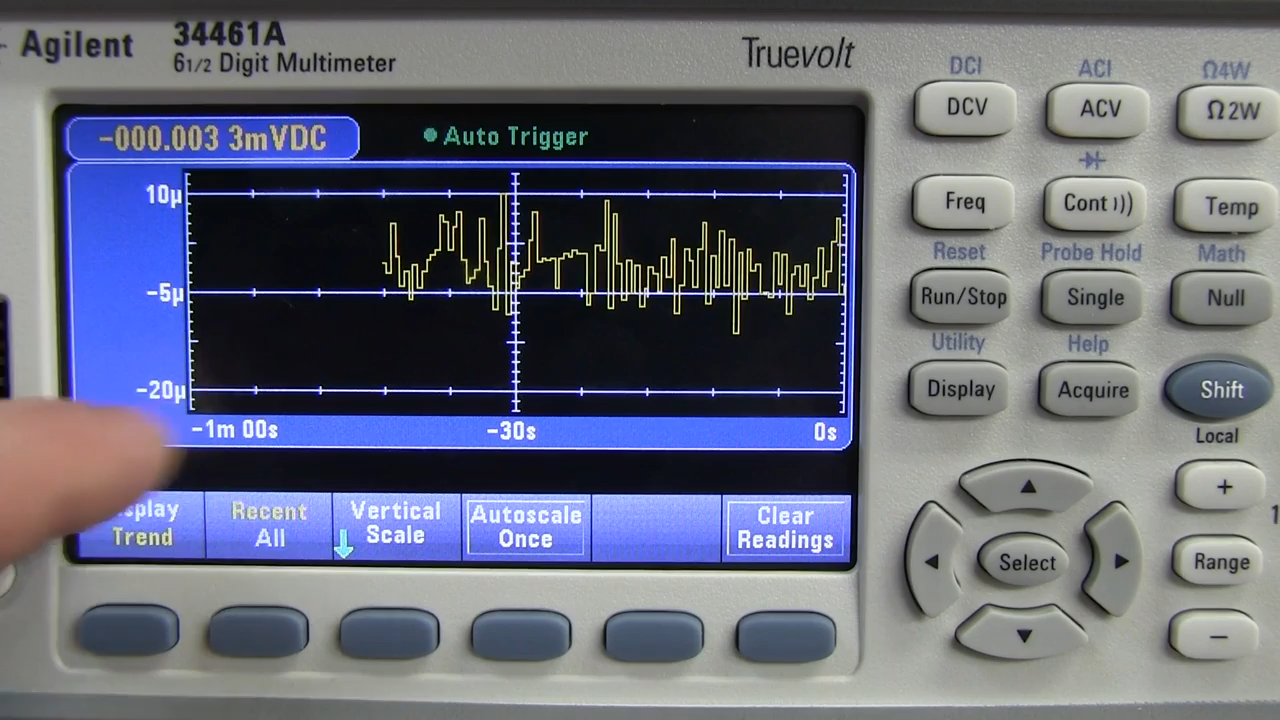 Agilent
34461A
6 1/2 Digit Multimeter
Truevolt
-000.003 3mVDC
Auto Trigger
10µ
-5µ
-20µ
-1m 00s
-30s
0s
Trend
Recent
All
Vertical
Scale
Autoscale
Once
Clear
Readings
DCI
ACI
Ω4W
DCV
ACV
Ω2W
Freq
Cont
Temp
Reset
Probe Hold
Math
Run/Stop
Single
Null
Utility
Help
Display
Acquire
Shift
Local
+
Select
Range
−